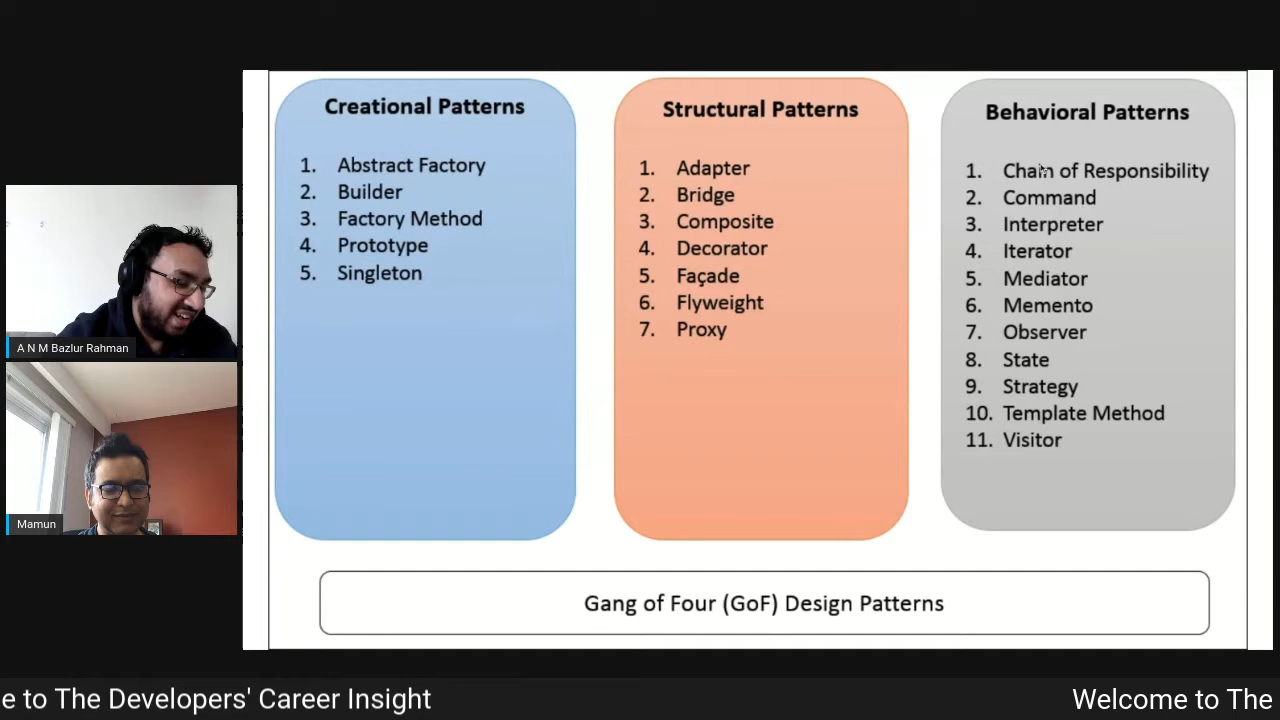 Creational Patterns
1. Abstract Factory
2. Builder
3. Factory Method
4. Prototype
5. Singleton
Structural Patterns
1. Adapter
2. Bridge
3. Composite
4. Decorator
5. Façade
6. Flyweight
7. Proxy
Behavioral Patterns
1. Chain of Responsibility
2. Command
3. Interpreter
4. Iterator
5. Mediator
6. Memento
7. Observer
8. State
9. Strategy
10. Template Method
11. Visitor
Gang of Four (GoF) Design Patterns
A N M Bazlur Rahman
Mamun
e to The Developers' Career Insight
Welcome to The